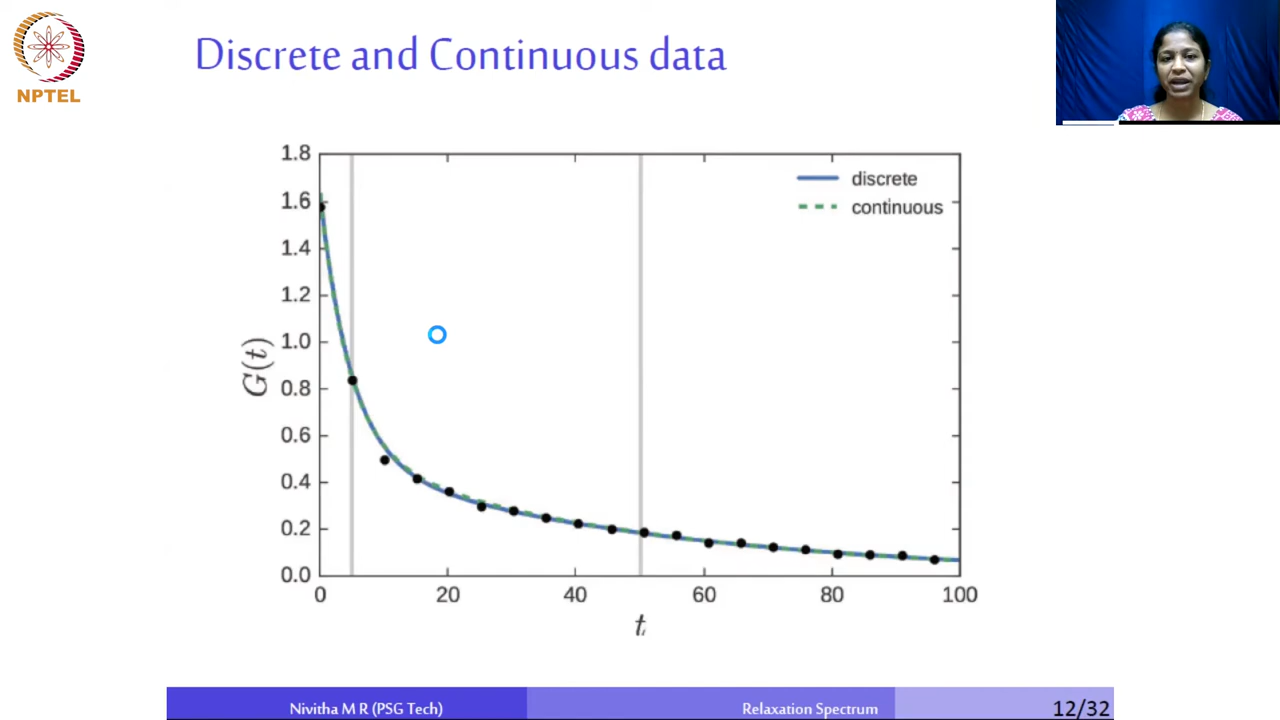 Discrete and Continuous data
NPTEL
1.8
1.6
1.4
1.2
1.0
0.8
0.6
0.4
0.2
0.0
G(t)
discrete
continuous
0 20 40 60 80 100
t
Nivitha M R (PSG Tech) Relaxation Spectrum 12/32